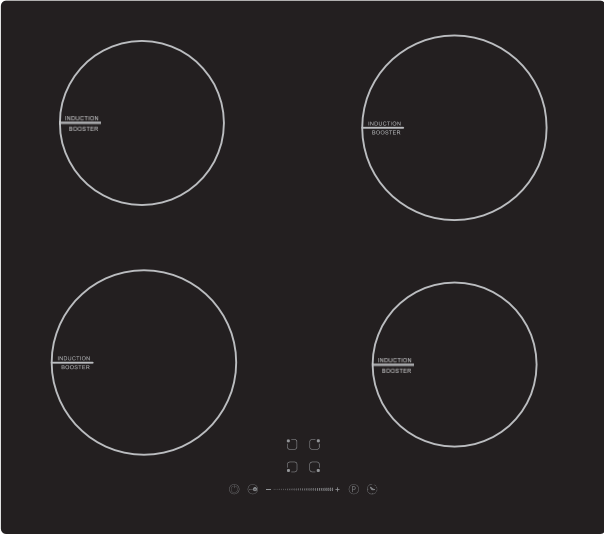 INDUCTION
BOOSTER
INDUCTION
BOOSTER
INDUCTION
BOOSTER
INDUCTION
BOOSTER
− + P